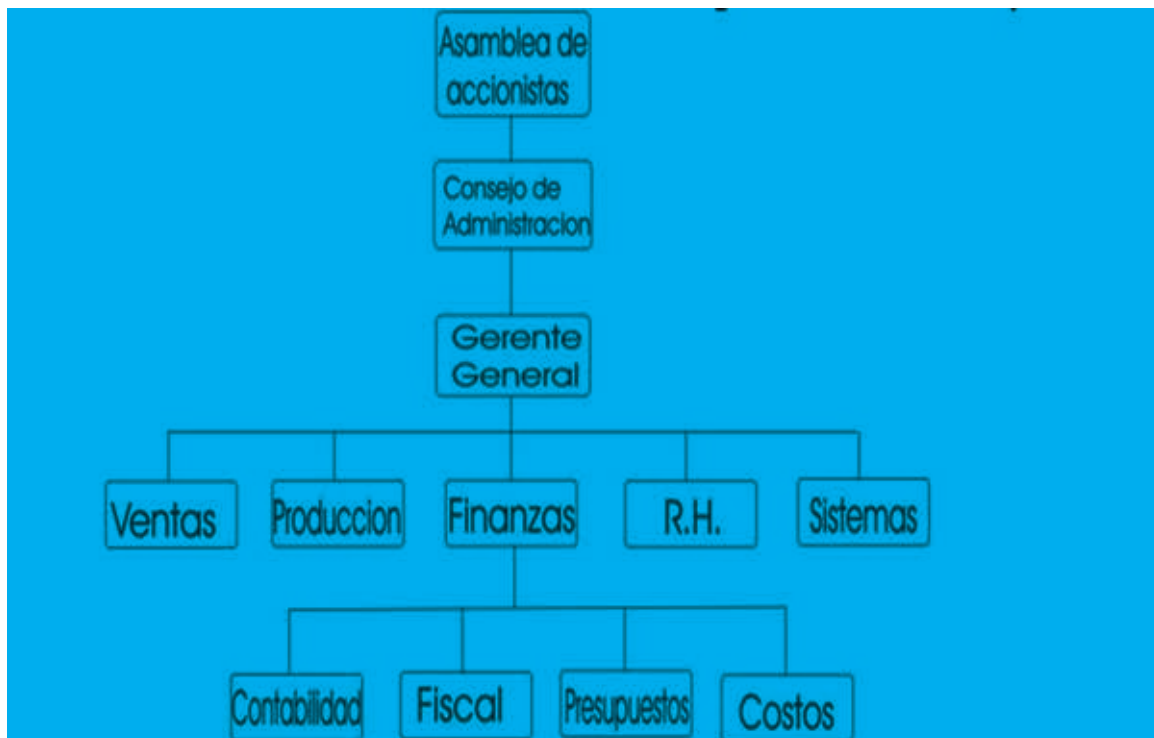 Asamblea de
accionistas
Consejo de
Administracion
Gerente
General
Ventas
Produccion
Finanzas
R.H.
Sistemas
Contabilidad
Fiscal
Presupuestos
Costos